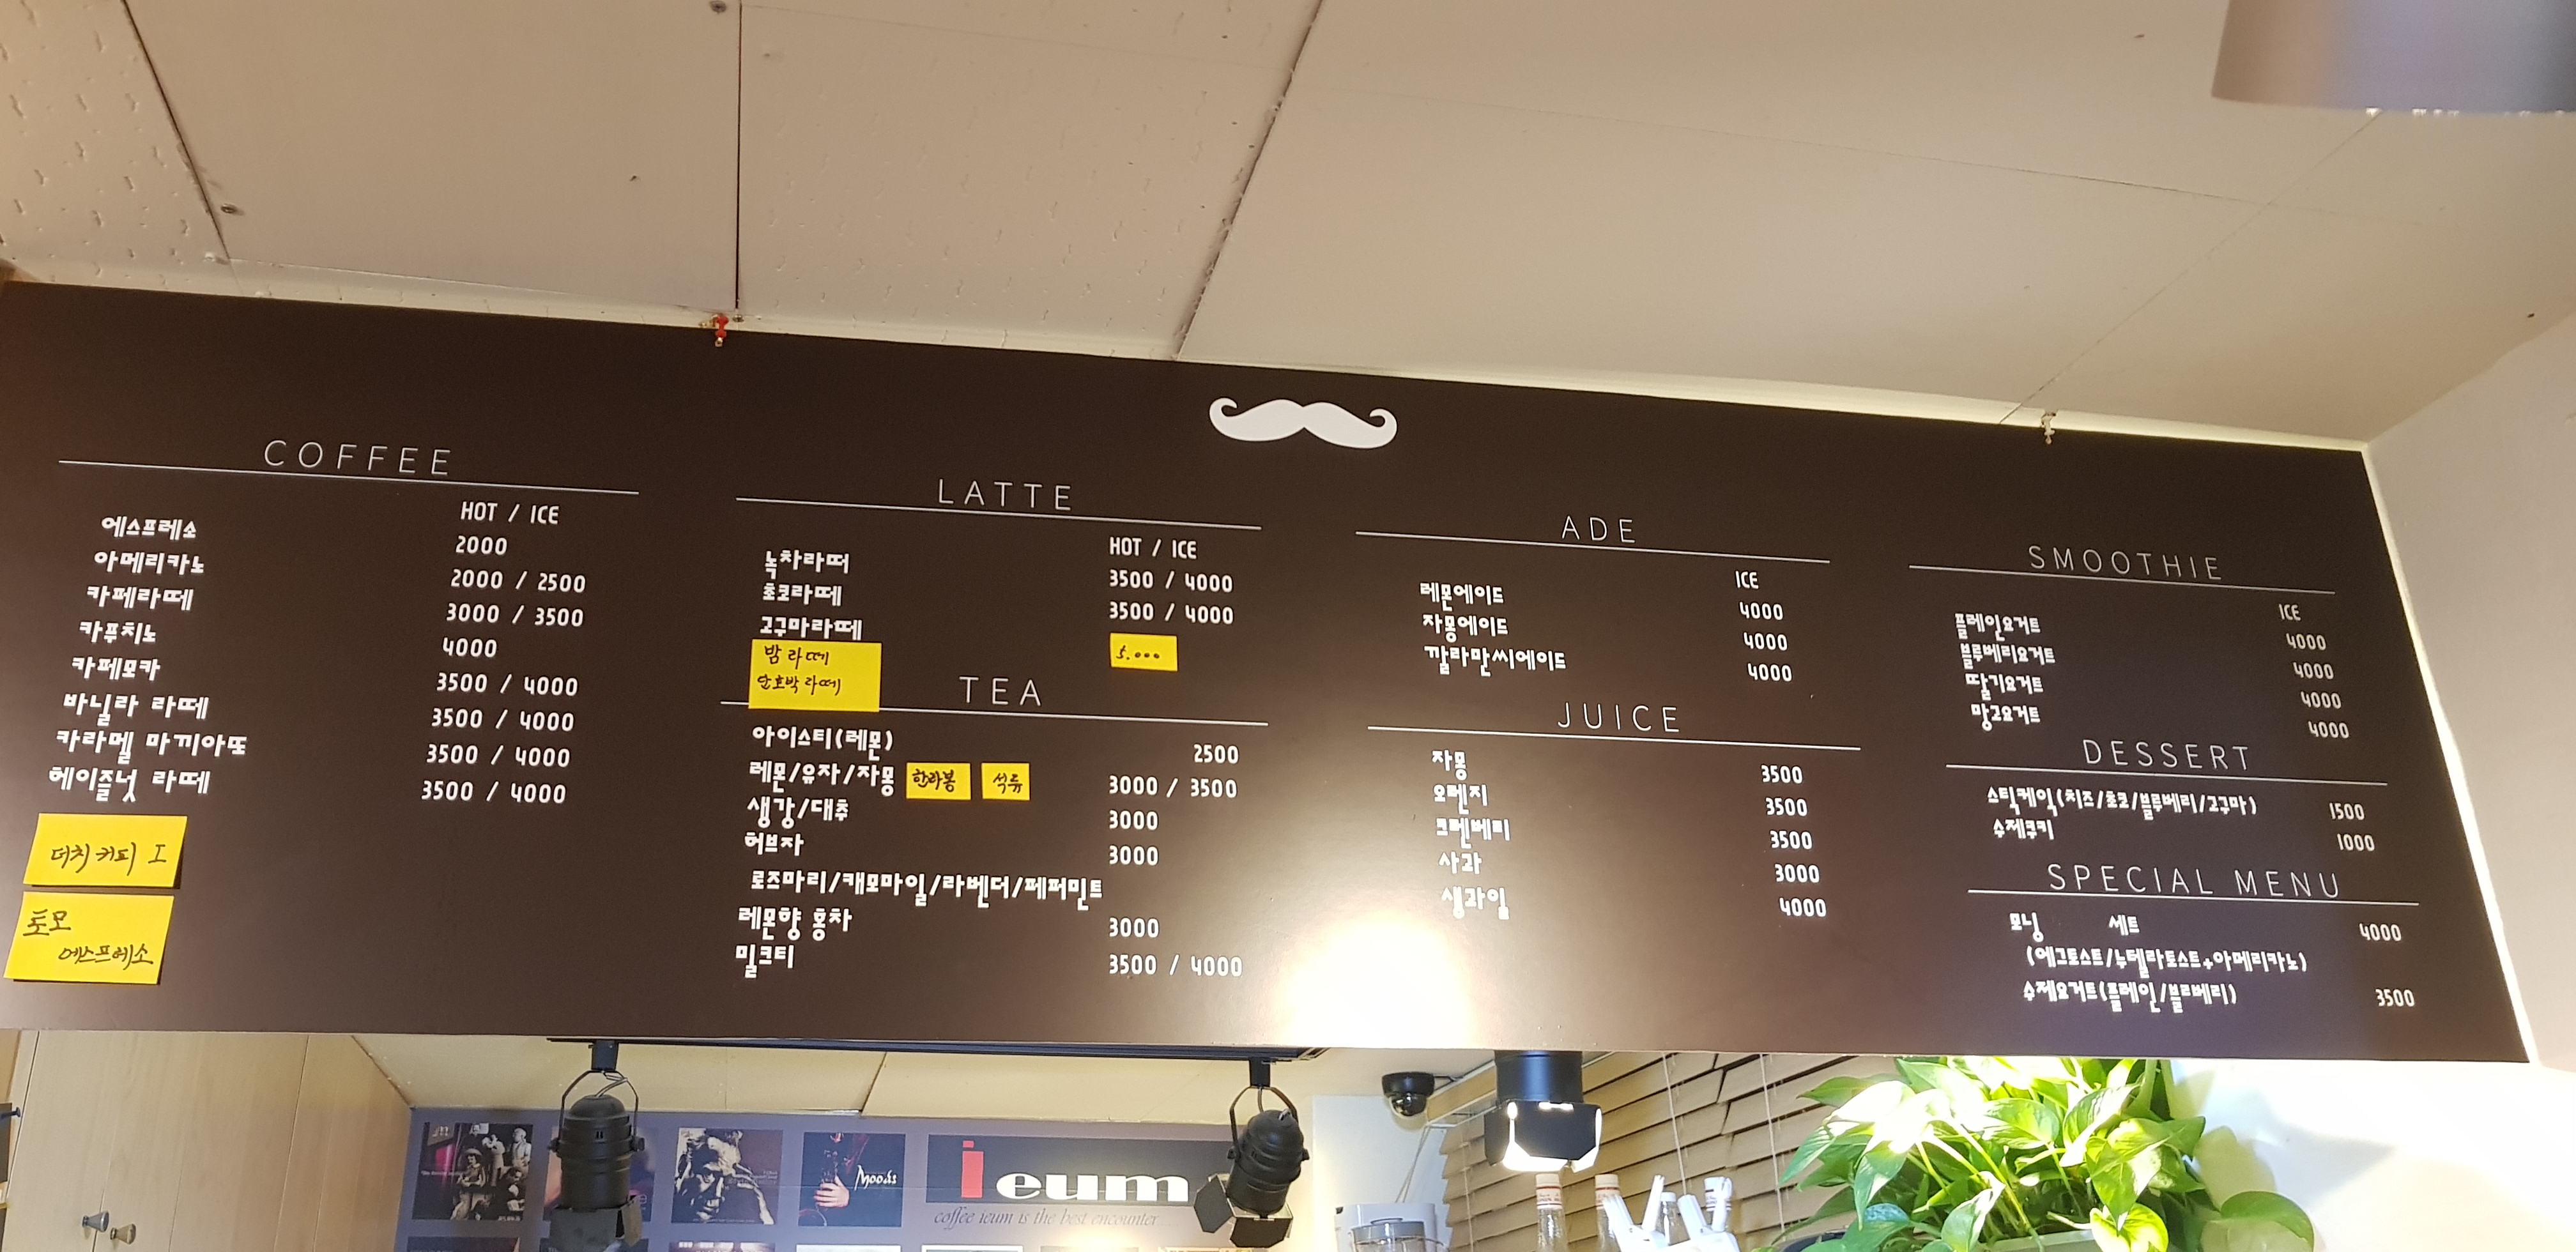 COFFEE
HOT / ICE
에스프레소 2000
아메리카노 2000 / 2500
카페라떼 3000 / 3500
카푸치노 4000
카페모카 3500 / 4000
바닐라 라떼 3500 / 4000
카라멜 마끼아또 3500 / 4000
헤이즐넛 라떼 3500 / 4000
더치커피 I
토모
에스프레소
LATTE
HOT / ICE
녹차라떠 3500 / 4000
초코라떼 3500 / 4000
고구마라떼
밤라떼 5.000
단호박라떼
TEA
아이스티(레몬) 2500
레몬/유자/자몽 한라봉 석류 3000 / 3500
생강/대추 3000
허브차 3000
로즈마리/캐모마일/라벤더/페퍼민트
레몬향 홍차 3000
밀크티 3500 / 4000
ADE
ICE
레몬에이드 4000
자몽에이드 4000
깔라만씨에이드 4000
JUICE
자몽 3500
오렌지 3500
크렌베리 3500
사과 3000
생과일 4000
SMOOTHIE
ICE
플레인요거트 4000
블루베리요거트 4000
딸기요거트 4000
망고요거트 4000
DESSERT
스틱케익(치즈/초코/블루베리/고구마) 1500
수제쿠키 1000
SPECIAL MENU
모닝 세트 4000
(에그토스트/누텔라토스트+아메리카노)
수제요거트(플레인/블르베리) 3500
Moods
ieum
coffee ieum is the best encounter